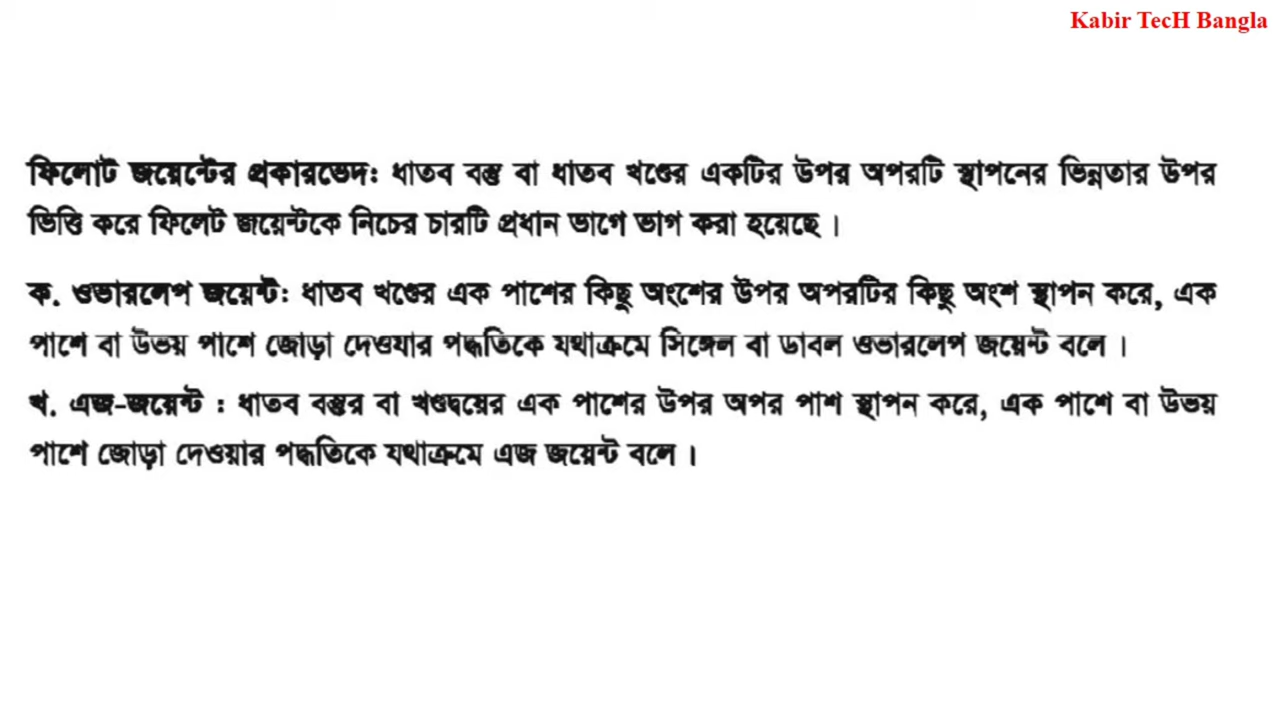 Kabir TecH Bangla
ফিলোট জয়েন্টের প্রকারভেদ: ধাতব বস্তু বা ধাতব খণ্ডের একটির উপর অপরটি স্থাপনের ভিন্নতার উপর
ভিত্তি করে ফিলেট জয়েন্টকে নিচের চারটি প্রধান ভাগে ভাগ করা হয়েছে ।
ক. ওভারলেপ জয়েন্ট: ধাতব খণ্ডের এক পাশের কিছু অংশের উপর অপরটির কিছু অংশ স্থাপন করে, এক
পাশে বা উভয় পাশে জোড়া দেওযার পদ্ধতিকে যথাক্রমে সিঙ্গেল বা ডাবল ওভারলেপ জয়েন্ট বলে ।
খ. এজ-জয়েন্ট : ধাতব বস্তুর বা খণ্ডদ্বয়ের এক পাশের উপর অপর পাশ স্থাপন করে, এক পাশে বা উভয়
পাশে জোড়া দেওয়ার পদ্ধতিকে যথাক্রমে এজ জয়েন্ট বলে ।